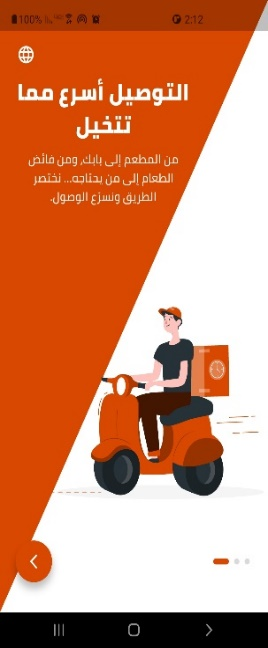 100%
2:12
التوصيل أسرع مما
تتخيل
من المطعم إلى بابك، ومن فائض
الطعام إلى من يحتاجه... نختصر
الطريق ونسرّع الوصول.